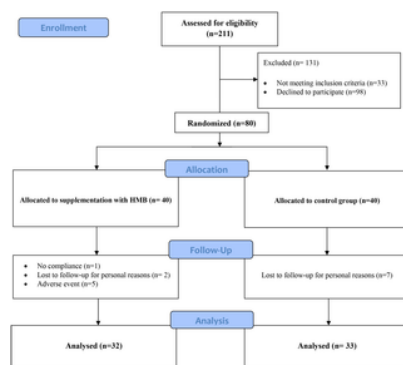 Enrollment
Assessed for eligibility
(n=211)
Excluded (n= 131)
• Not meeting inclusion criteria (n=33)
• Declined to participate (n=98)
Randomized (n=80)
Allocation
Allocated to supplementation with HMB (n= 40)
Allocated to control group (n=40)
Follow-Up
• No compliance (n=1)
• Lost to follow-up for personal reasons (n= 2)
• Adverse event (n=5)
Lost to follow-up for personal reasons (n=7)
Analysis
Analysed (n=32)
Analysed (n= 33)